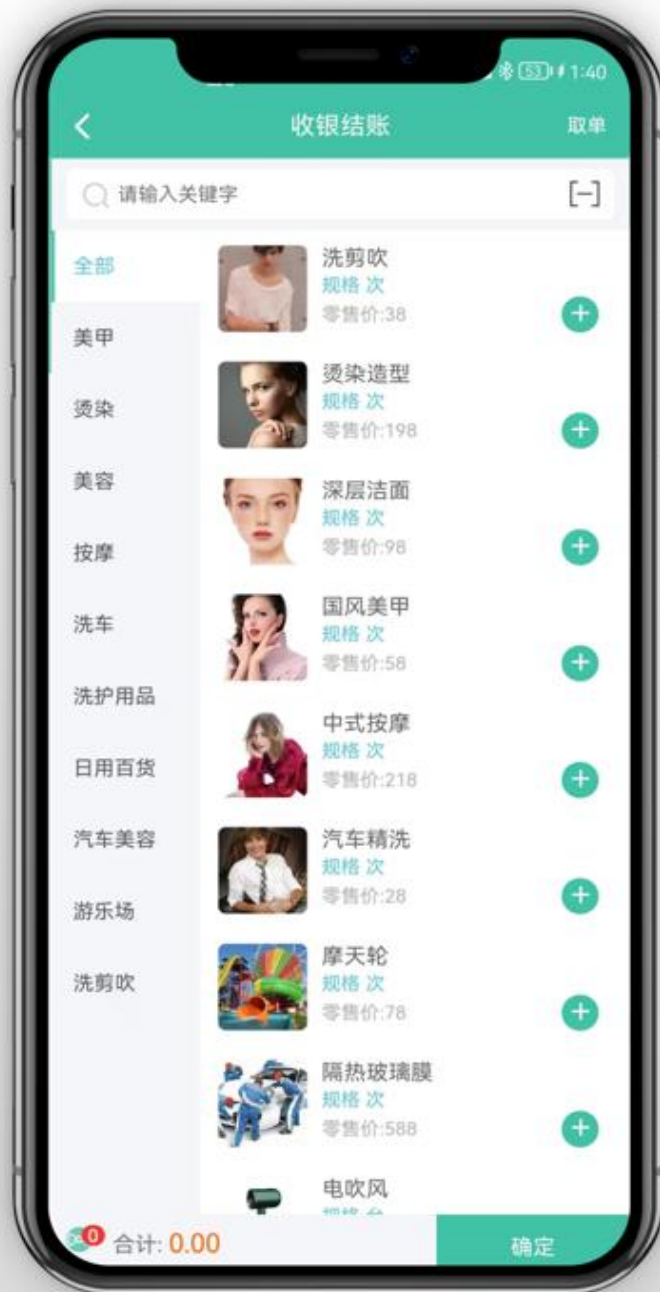 53 1:40
收银结账
取单
请输入关键字
全部
美甲
烫染
美容
按摩
洗车
洗护用品
日用百货
汽车美容
游乐场
洗剪吹
洗剪吹
规格 次
零售价:38
烫染造型
规格 次
零售价:198
深层洁面
规格 次
零售价:98
国风美甲
规格 次
零售价:58
中式按摩
规格 次
零售价:218
汽车精洗
规格 次
零售价:28
摩天轮
规格 次
零售价:78
隔热玻璃膜
规格 次
零售价:588
电吹风
规格 台
0
合计: 0.00
确定